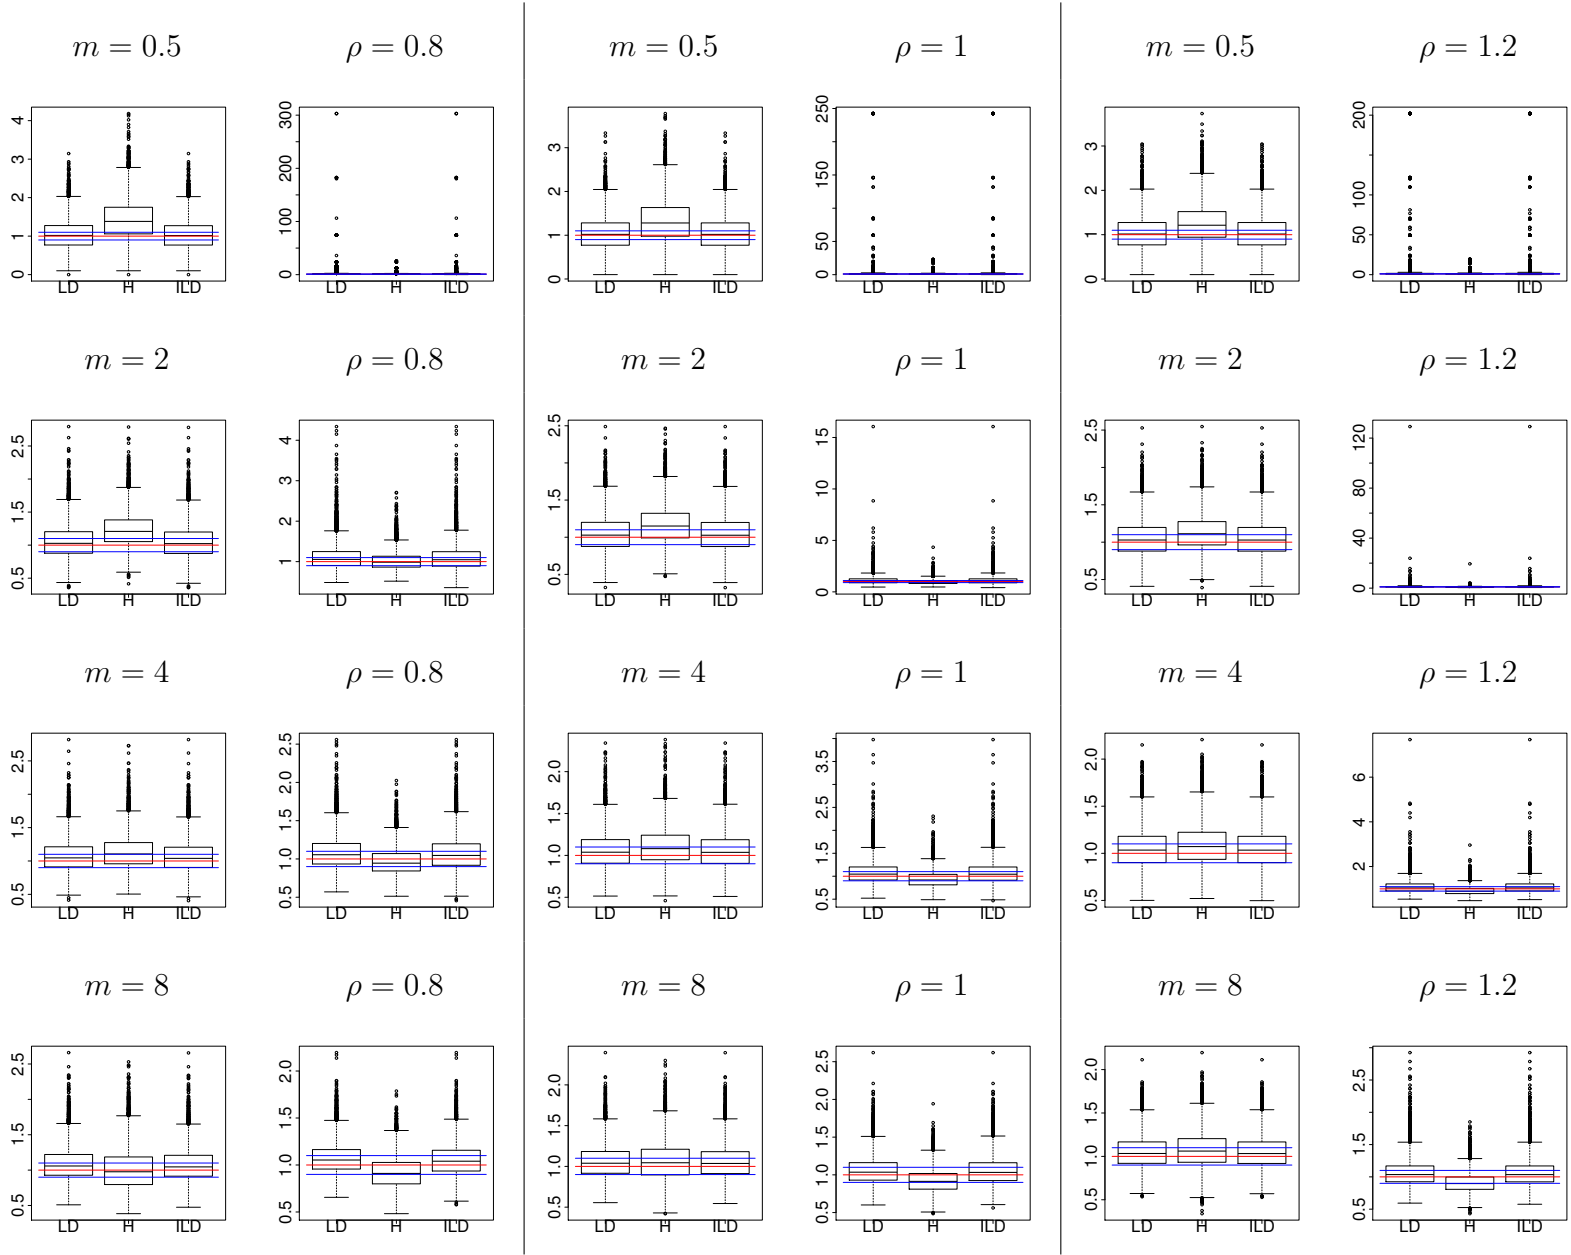 m = 0.5 ρ = 0.8 m = 0.5 ρ = 1 m = 0.5 ρ = 1.2
0 1 2 3 4
0 100 200 300
0 1 2 3
0 50 150 250
0 1 2 3
0 50 100 200
LD H ILD LD H ILD LD H ILD LD H ILD LD H ILD LD H ILD
m = 2 ρ = 0.8 m = 2 ρ = 1 m = 2 ρ = 1.2
0.5 1.5 2.5
1 2 3 4
0.5 1.5 2.5
0 5 10 15
0.5 1.5 2.5
0 40 80 120
LD H ILD LD H ILD LD H ILD LD H ILD LD H ILD LD H ILD
m = 4 ρ = 0.8 m = 4 ρ = 1 m = 4 ρ = 1.2
0.5 1.5 2.5
0.5 1.0 1.5 2.0 2.5
0.5 1.0 1.5 2.0
0.5 1.5 2.5 3.5
0.5 1.0 1.5 2.0
2 4 6
LD H ILD LD H ILD LD H ILD LD H ILD LD H ILD LD H ILD
m = 8 ρ = 0.8 m = 8 ρ = 1 m = 8 ρ = 1.2
0.5 1.5 2.5
0.5 1.0 1.5 2.0
0.5 1.0 1.5 2.0
0.5 1.0 1.5 2.0 2.5
0.5 1.0 1.5 2.0
0.5 1.5 2.5
LD H ILD LD H ILD LD H ILD LD H ILD LD H ILD LD H ILD